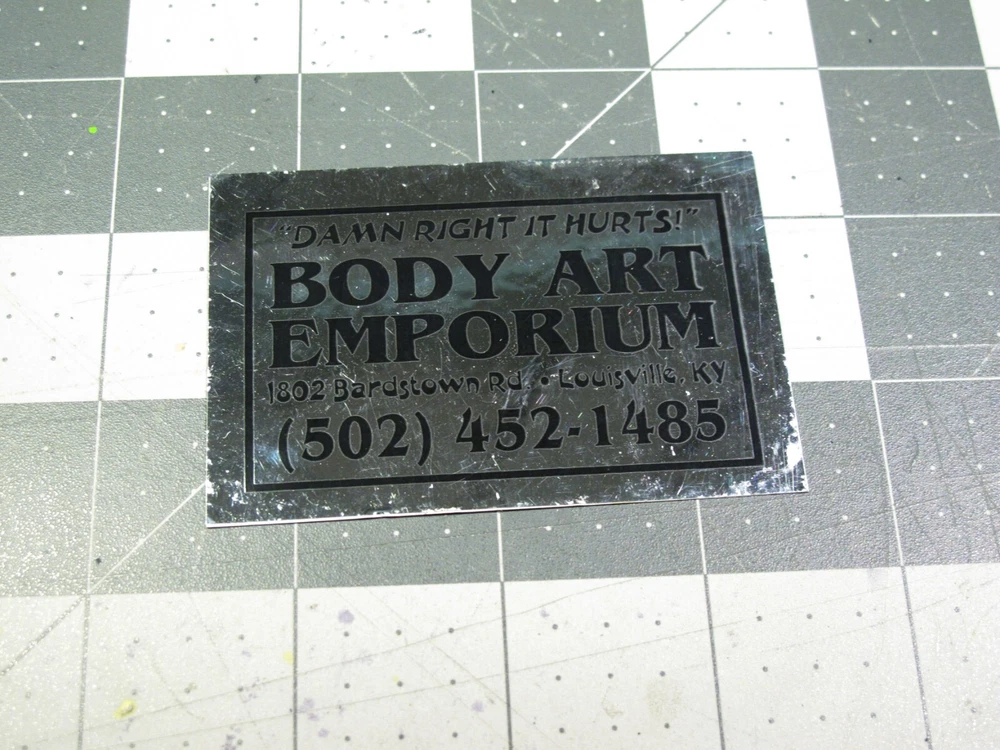 "DAMN RIGHT IT HURTS!"
BODY ART
EMPORIUM
1802 Bardstown Rd. • Louisville, Ky
(502) 452-1485